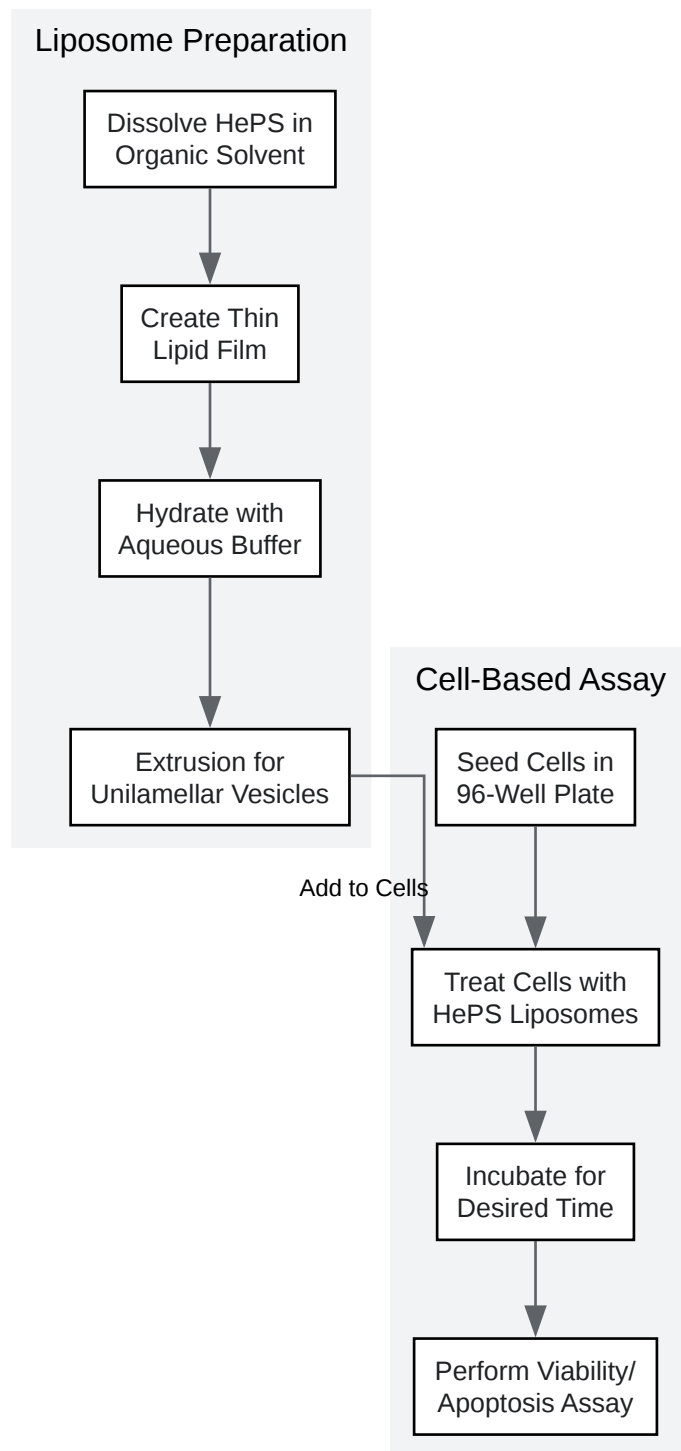 Liposome Preparation
Dissolve HePS in
Organic Solvent
Create Thin
Lipid Film
Hydrate with
Aqueous Buffer
Extrusion for
Unilamellar Vesicles
Add to Cells
Cell-Based Assay
Seed Cells in
96-Well Plate
Treat Cells with
HePS Liposomes
Incubate for
Desired Time
Perform Viability/
Apoptosis Assay